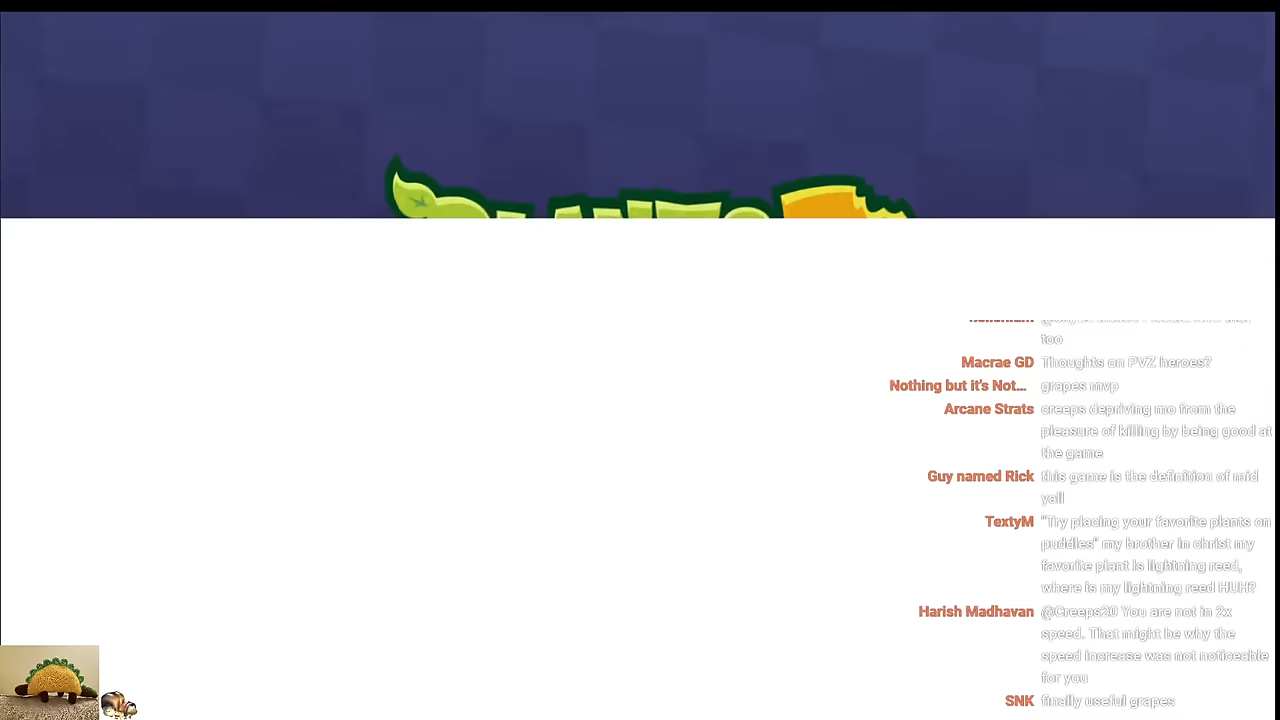 too
Macrae GD Thoughts on PVZ heroes?
Nothing but it's Not... grapes mvp
Arcane Strats creeps depriving mo from the
pleasure of killing by being good at
the game
Guy named Rick this game is the definition of mid
yall
TextyM "Try placing your favorite plants on
puddles" my brother in christ my
favorite plant is lightning reed,
where is my lightning reed HUH?
Harish Madhavan @Creeps20 You are not in 2x
speed. That might be why the
speed increase was not noticeable
for you
SNK finally useful grapes